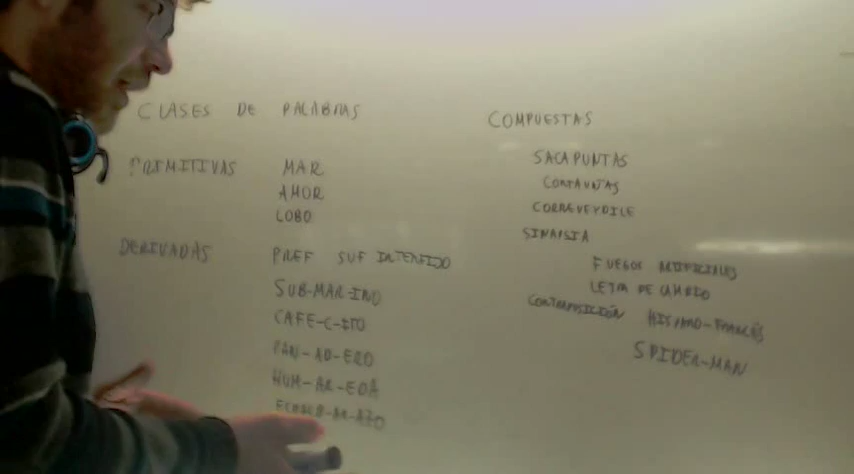 CLASES DE PALABRAS
PRIMITIVAS MAR
AMOR
LOBO
DERIVADAS PREF SUF INTERFIJO
SUB-MAR-INO
CAFE-C-ITO
PAN-AD-ERO
HUM-AR-EDA
COMPUESTAS
SACAPUNTAS
CORTAUÑAS
CORREVEYDILE
SINAPSIA
FUEGOS ARTIFICIALES
LETRA DE CAMBIO
CONTRAPOSICIÓN HISPANO-FRANCÉS
SPIDER-MAN